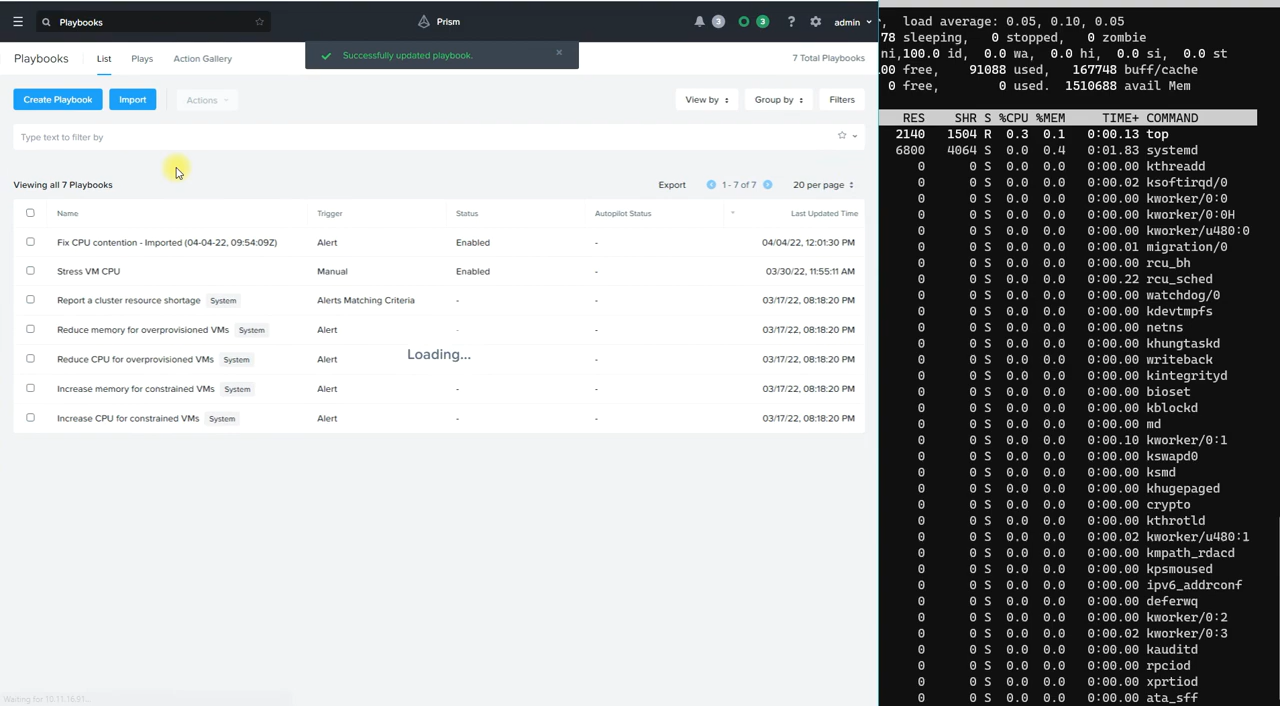 Playbooks
Prism
3
3
?
admin
Playbooks
List
Plays
Action Gallery
Successfully updated playbook.
7 Total Playbooks
Create Playbook
Import
Actions
View by
Group by
Filters
Type text to filter by
Viewing all 7 Playbooks
Export
1 - 7 of 7
20 per page
Name Trigger Status Autopilot Status Last Updated Time
Fix CPU contention - Imported (04-04-22, 09:54:09Z) Alert Enabled - 04/04/22, 12:01:30 PM
Stress VM CPU Manual Enabled - 03/30/22, 11:55:11 AM
Report a cluster resource shortage System Alerts Matching Criteria - - 03/17/22, 08:18:20 PM
Reduce memory for overprovisioned VMs System Alert - - 03/17/22, 08:18:20 PM
Reduce CPU for overprovisioned VMs System Alert - - 03/17/22, 08:18:20 PM
Increase memory for constrained VMs System Alert - - 03/17/22, 08:18:20 PM
Increase CPU for constrained VMs System Alert - - 03/17/22, 08:18:20 PM
Loading...
Waiting for 10.11.16.51...
, load average: 0.05, 0.10, 0.05
78 sleeping, 0 stopped, 0 zombie
ni,100.0 id, 0.0 wa, 0.0 hi, 0.0 si, 0.0 st
00 free, 91088 used, 167748 buff/cache
0 free, 0 used. 1510688 avail Mem
RES SHR S %CPU %MEM TIME+ COMMAND
2140 1504 R 0.3 0.1 0:00.13 top
6800 4064 S 0.0 0.4 0:01.83 systemd
0 0 S 0.0 0.0 0:00.00 kthreadd
0 0 S 0.0 0.0 0:00.02 ksoftirqd/0
0 0 S 0.0 0.0 0:00.00 kworker/0:0
0 0 S 0.0 0.0 0:00.00 kworker/0:0H
0 0 S 0.0 0.0 0:00.00 kworker/u480:0
0 0 S 0.0 0.0 0:00.01 migration/0
0 0 S 0.0 0.0 0:00.00 rcu_bh
0 0 S 0.0 0.0 0:00.22 rcu_sched
0 0 S 0.0 0.0 0:00.00 watchdog/0
0 0 S 0.0 0.0 0:00.00 kdevtmpfs
0 0 S 0.0 0.0 0:00.00 netns
0 0 S 0.0 0.0 0:00.00 khungtaskd
0 0 S 0.0 0.0 0:00.00 writeback
0 0 S 0.0 0.0 0:00.00 kintegrityd
0 0 S 0.0 0.0 0:00.00 bioset
0 0 S 0.0 0.0 0:00.00 kblockd
0 0 S 0.0 0.0 0:00.00 md
0 0 S 0.0 0.0 0:00.10 kworker/0:1
0 0 S 0.0 0.0 0:00.00 kswapd0
0 0 S 0.0 0.0 0:00.00 ksmd
0 0 S 0.0 0.0 0:00.00 khugepaged
0 0 S 0.0 0.0 0:00.00 crypto
0 0 S 0.0 0.0 0:00.00 kthrotld
0 0 S 0.0 0.0 0:00.02 kworker/u480:1
0 0 S 0.0 0.0 0:00.00 kmpath_rdacd
0 0 S 0.0 0.0 0:00.00 kpsmoused
0 0 S 0.0 0.0 0:00.00 ipv6_addrconf
0 0 S 0.0 0.0 0:00.00 deferwq
0 0 S 0.0 0.0 0:00.00 kworker/0:2
0 0 S 0.0 0.0 0:00.02 kworker/0:3
0 0 S 0.0 0.0 0:00.00 kauditd
0 0 S 0.0 0.0 0:00.00 rpciod
0 0 S 0.0 0.0 0:00.00 xprtiod
0 0 S 0.0 0.0 0:00.00 ata_sff